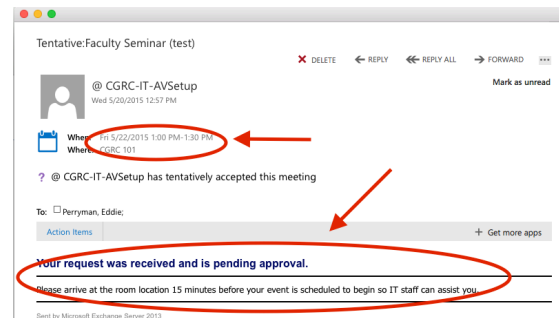 Tentative:Faculty Seminar (test)
DELETE REPLY REPLY ALL FORWARD ...
@ CGRC-IT-AVSetup Mark as unread
Wed 5/20/2015 12:57 PM
When: Fri 5/22/2015 1:00 PM-1:30 PM
Where: CGRC 101
? @ CGRC-IT-AVSetup has tentatively accepted this meeting
To: Perryman, Eddie;
Action Items + Get more apps
Your request was received and is pending approval.
Please arrive at the room location 15 minutes before your event is scheduled to begin so IT staff can assist you.
Sent by Microsoft Exchange Server 2013